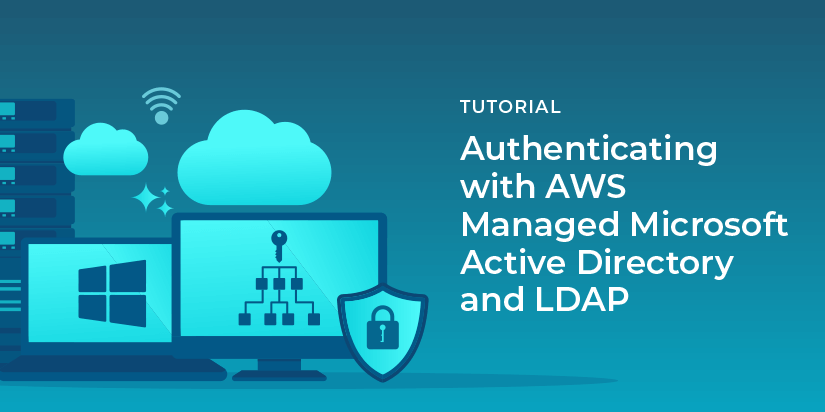 TUTORIAL
Authenticating
with AWS
Managed Microsoft
Active Directory
and LDAP